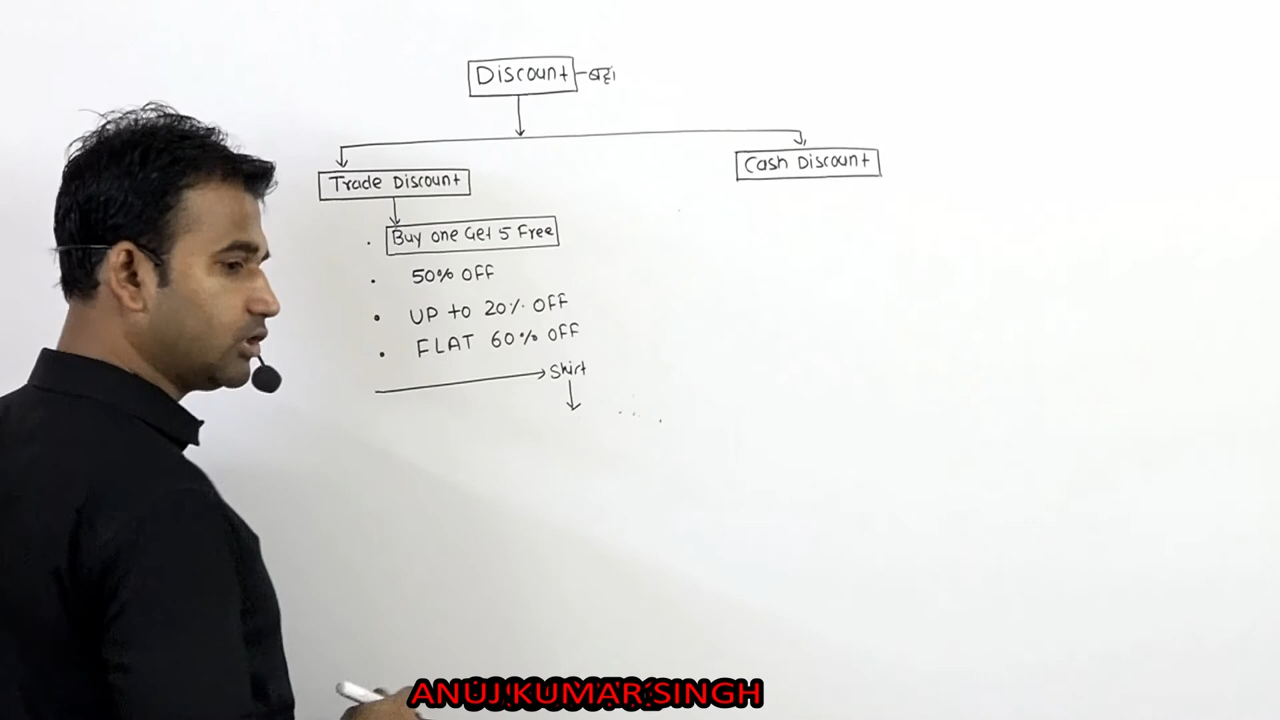 Discount - बट्टा
Trade Discount
Cash Discount
Buy one Get 5 Free
50% OFF
UP to 20% OFF
FLAT 60% OFF
Shirt
ANUJ KUMAR SINGH